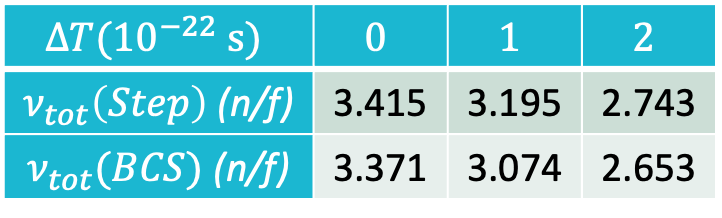 ΔT(10⁻²² s) 0 1 2
ν_tot(Step) (n/f) 3.415 3.195 2.743
ν_tot(BCS) (n/f) 3.371 3.074 2.653